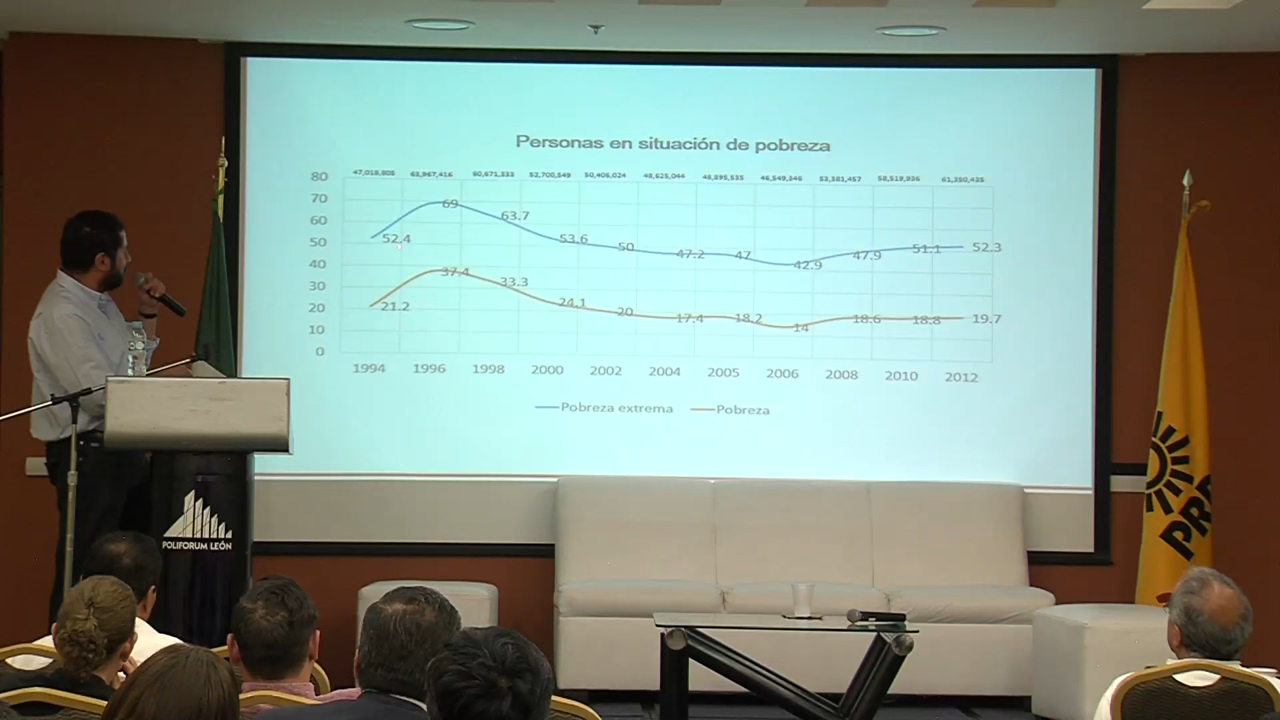 Personas en situación de pobreza
80 47,018,805 63,967,416 60,671,333 52,700,549 50,406,024 48,625,044 48,895,535 46,549,346 53,381,457 58,519,936 61,350,435
70 69 63.7
60
50 52.4 53.6 50 47.2 47 42.9 47.9 51.1 52.3
40 37.4 33.3
30
20 21.2 24.1 20 17.4 18.2 14 18.6 18.8 19.7
10
0
1994 1996 1998 2000 2002 2004 2005 2006 2008 2010 2012
Pobreza extrema Pobreza
POLIFORUM LEÓN